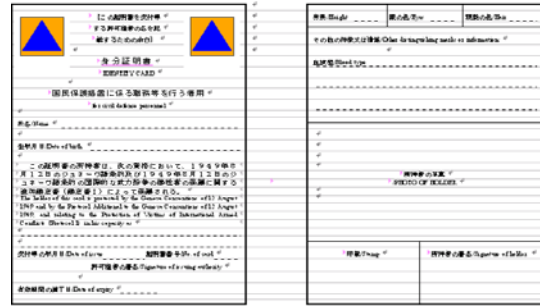 この証明書を交付等
する許可権者の名を記
載するための余白
身分証明書
IDENTITY CARD
国民保護措置に係る職務等を行う者用
for civil defence personnel
氏名/Name
生年月日/Date of birth
この証明書の所持者は、次の資格において、1949年8
月12日のジュネーヴ諸条約及び1949年8月12日のジ
ュネーヴ諸条約の国際的な武力紛争の犠牲者の保護に関する
追加議定書(議定書Ⅰ)によって保護される。
The holder of this card is protected by the Geneva Conventions of 12 August
1949 and by the Protocol Additional to the Geneva Conventions of 12 August
1949, and relating to the Protection of Victims of International Armed
Conflicts (Protocol I) in his capacity as
交付等の年月日/Date of issue 証明書番号/No. of card
許可権者の署名/Signature of issuing authority
有効期間の満了日/Date of expiry
身長/Height 眼の色/Eyes 頭髪の色/Hair
その他の特徴又は情報/Other distinguishing marks or information
血液型/Blood type
所持者の写真
PHOTO OF HOLDER
印章/Stamp 所持者の署名/Signature of holder